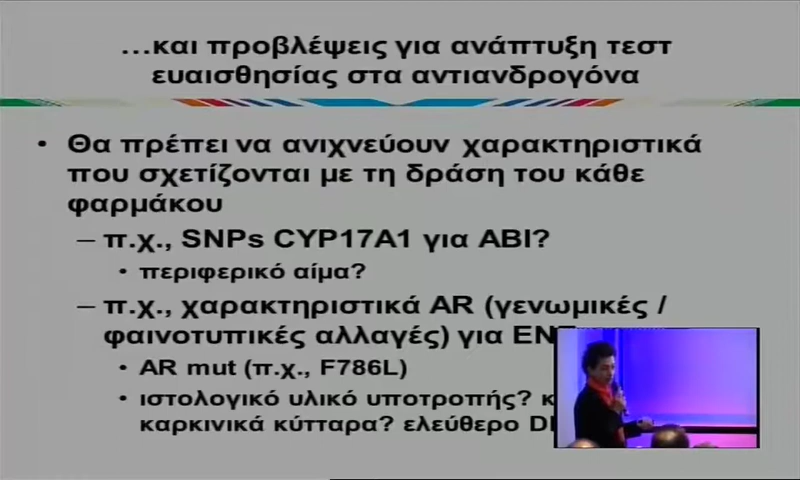 ...και προβλέψεις για ανάπτυξη τεστ
ευαισθησίας στα αντιανδρογόνα
• Θα πρέπει να ανιχνεύουν χαρακτηριστικά
που σχετίζονται με τη δράση του κάθε
φαρμάκου
– π.χ., SNPs CYP17A1 για ABI?
• περιφερικό αίμα?
– π.χ., χαρακτηριστικά AR (γενωμικές /
φαινοτυπικές αλλαγές) για
• AR mut (π.χ., F786L)
• ιστολογικό υλικό υποτροπής?
καρκινικά κύτταρα? ελεύθερο